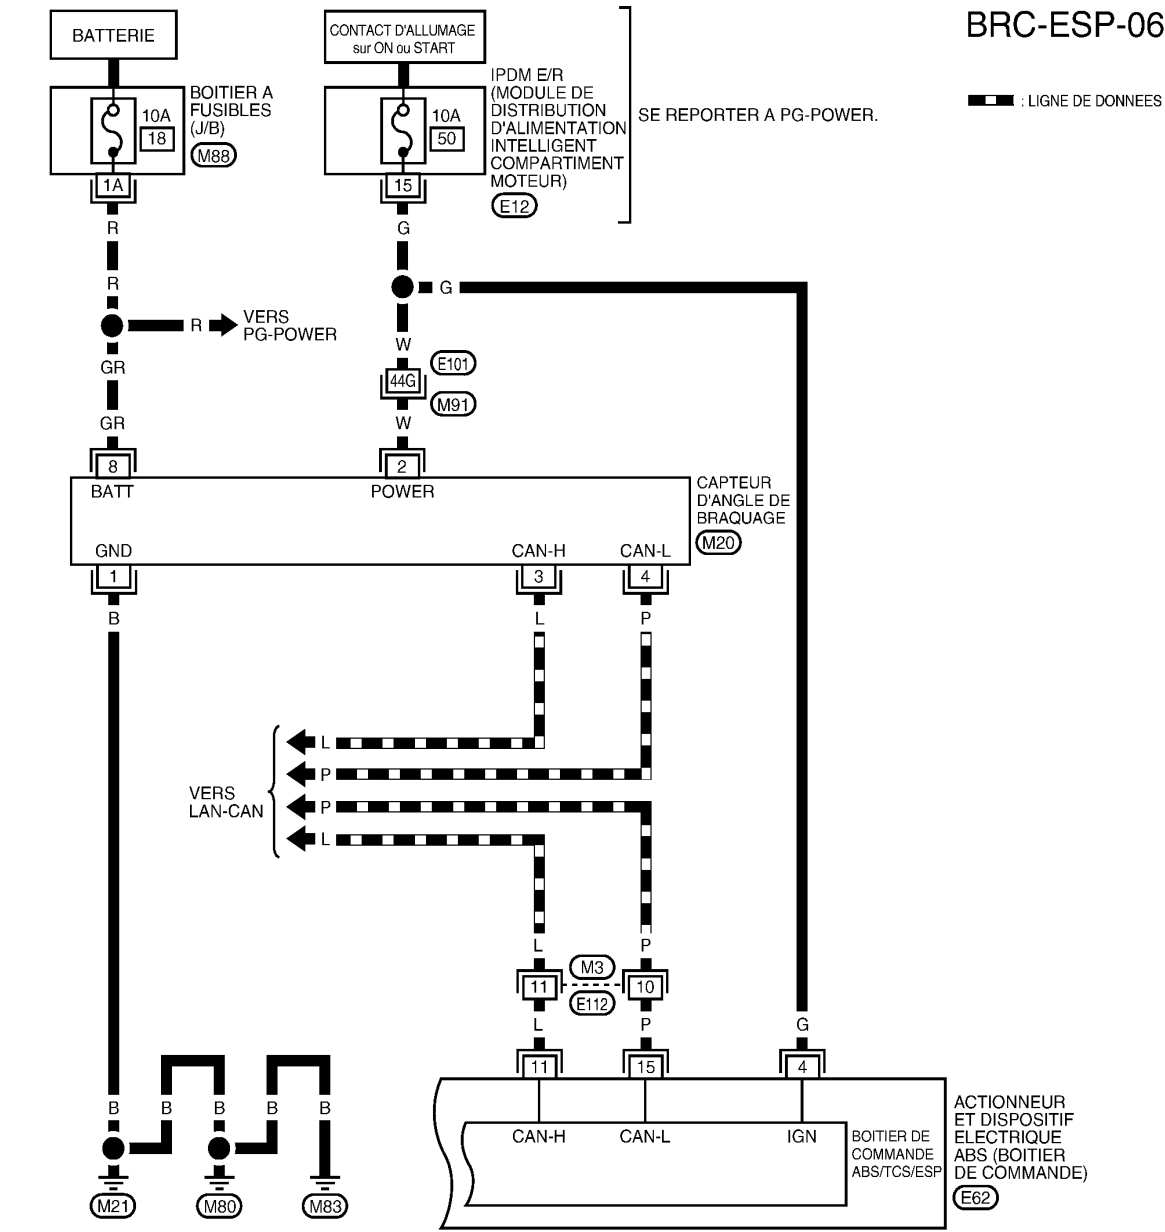 BRC-ESP-06
: LIGNE DE DONNEES
BATTERIE
CONTACT D'ALLUMAGE
sur ON ou START
10A
18
BOITIER A
FUSIBLES
(J/B)
M88
10A
50
IPDM E/R
(MODULE DE
DISTRIBUTION
D'ALIMENTATION
INTELLIGENT
COMPARTIMENT
MOTEUR)
E12
SE REPORTER A PG-POWER.
1A
15
R
G
R
G
R
VERS
PG-POWER
W
GR
E101
44G
M91
GR
W
8
2
BATT
POWER
CAPTEUR
D'ANGLE DE
BRAQUAGE
M20
GND
CAN-H
CAN-L
1
3
4
B
L
P
L
P
P
L
VERS
LAN-CAN
L
P
11
M3
E112
10
L
P
G
11
15
4
CAN-H
CAN-L
IGN
BOITIER DE
COMMANDE
ABS/TCS/ESP
ACTIONNEUR
ET DISPOSITIF
ELECTRIQUE
ABS (BOITIER
DE COMMANDE)
E62
B
B
B
B
B
M21
M80
M83